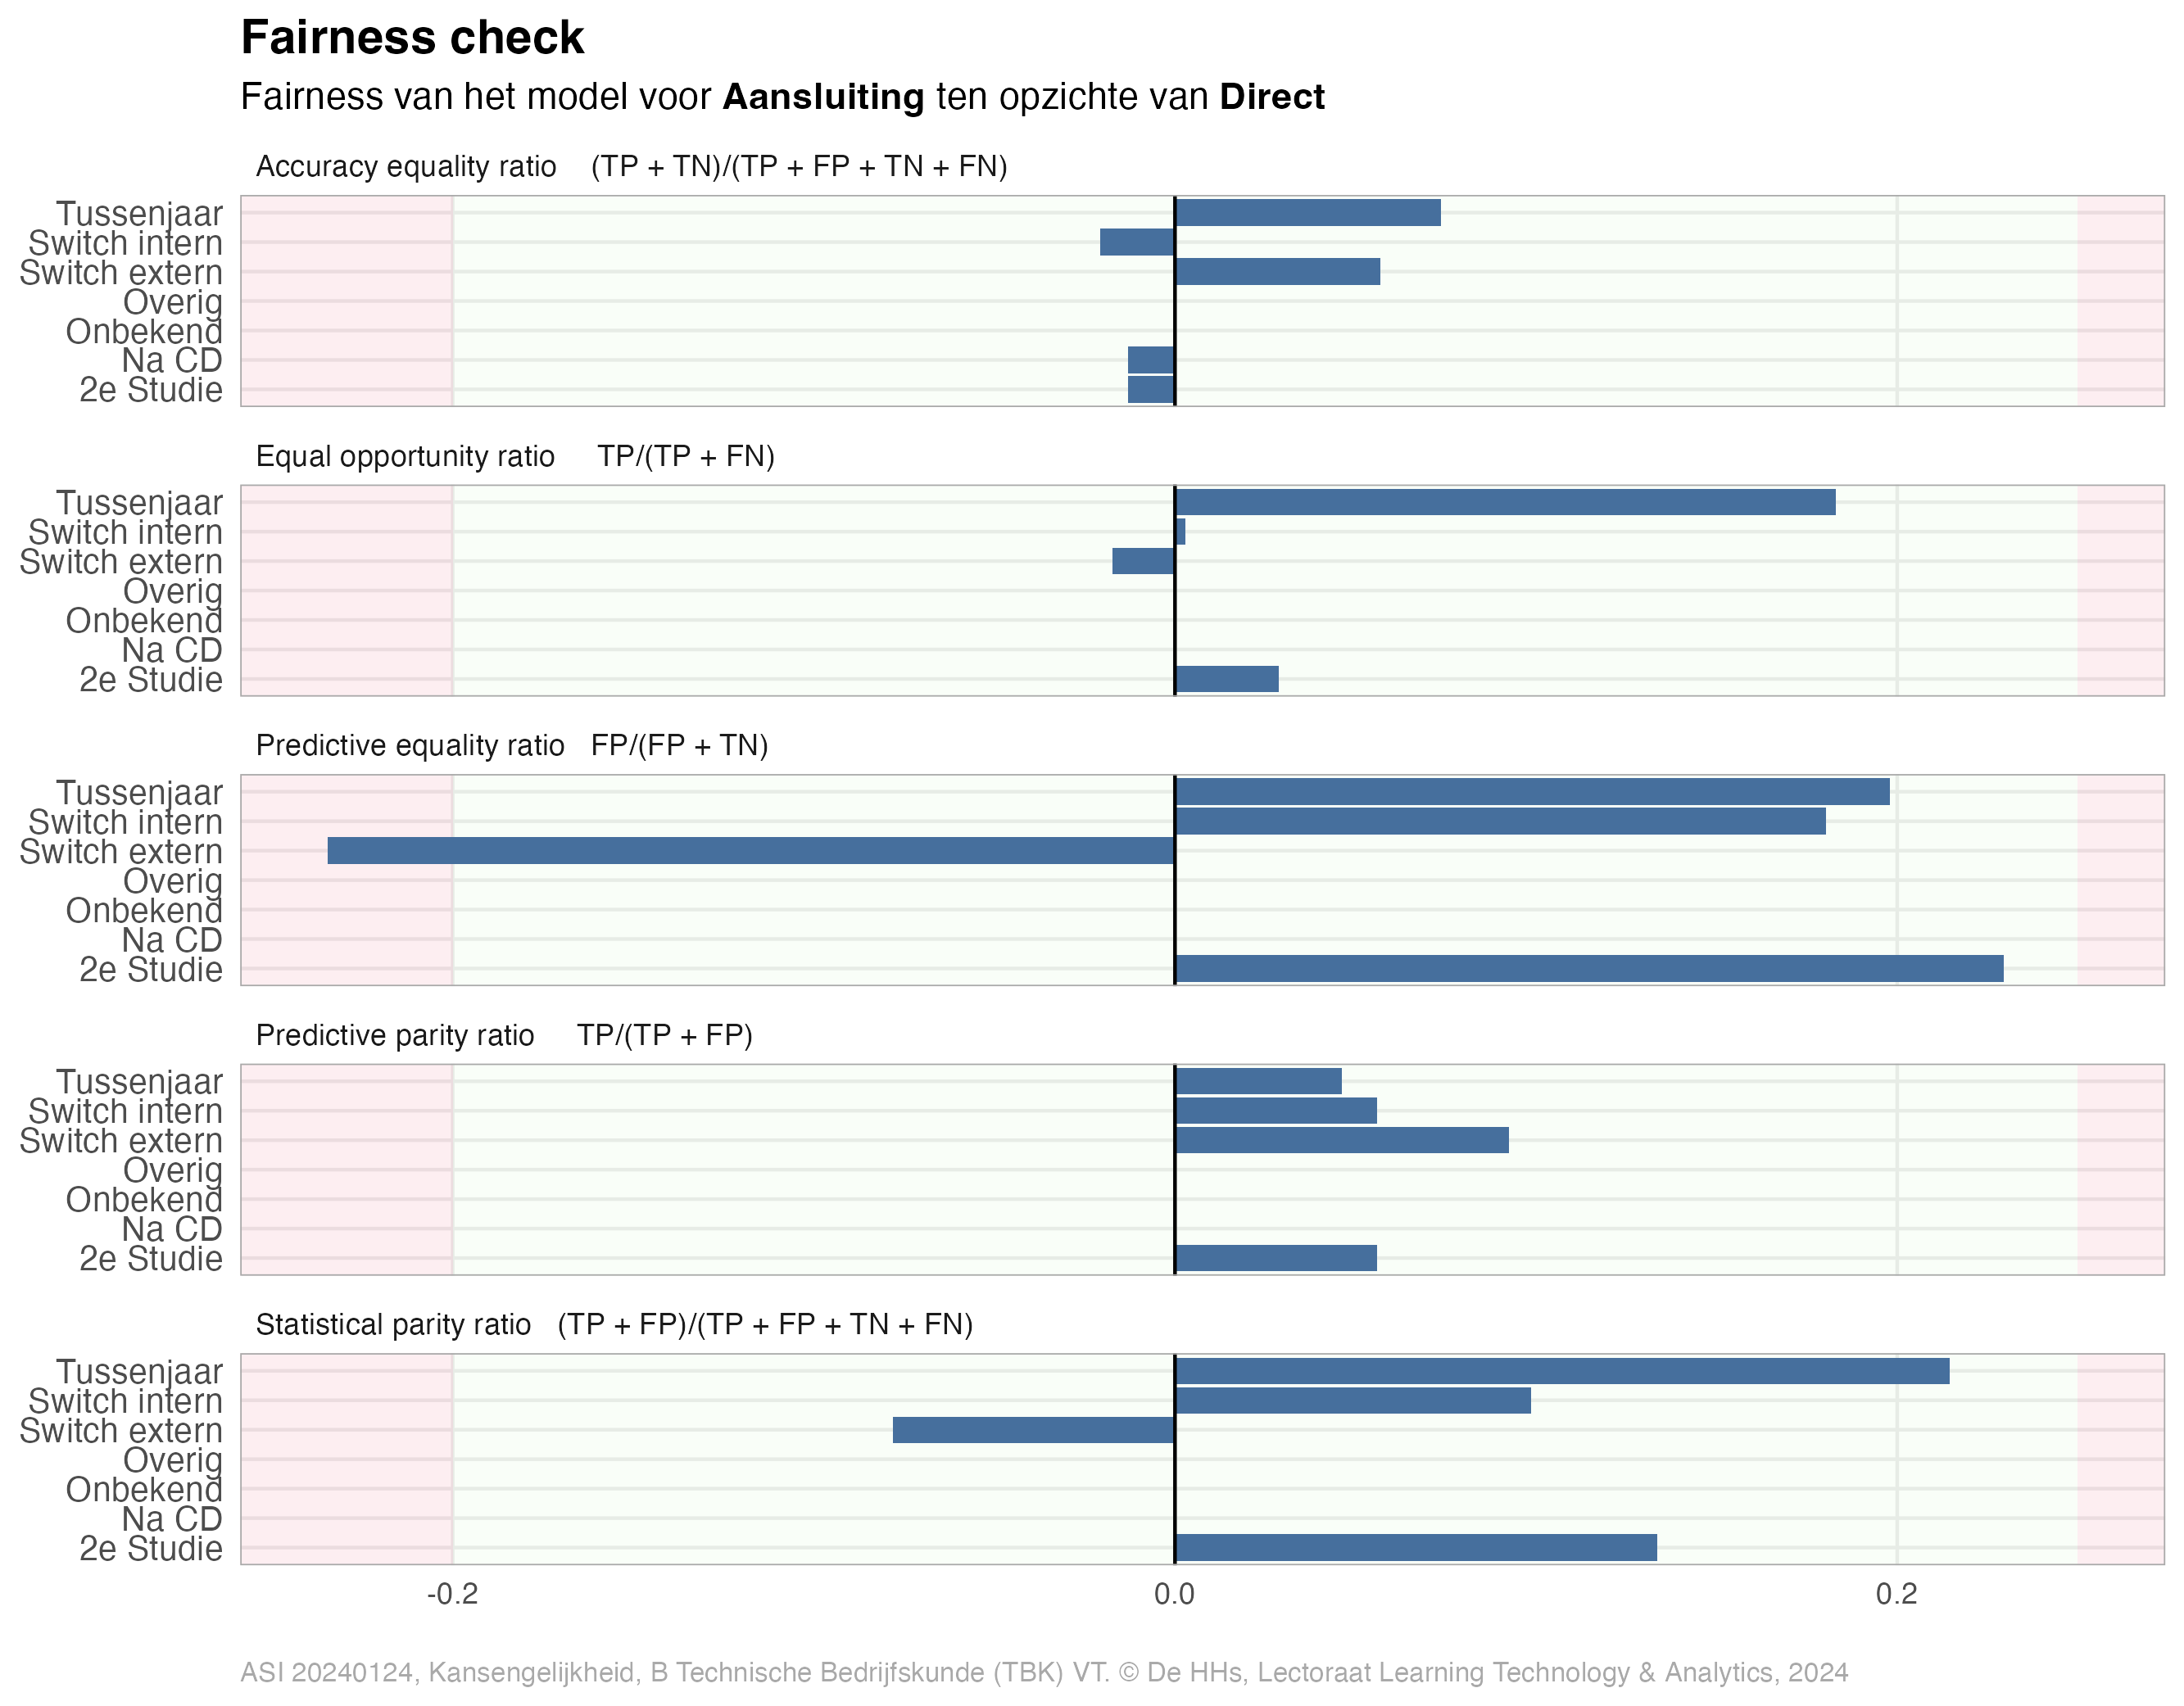 Fairness check
Fairness van het model voor Aansluiting ten opzichte van Direct
Accuracy equality ratio (TP + TN)/(TP + FP + TN + FN)
Tussenjaar
Switch intern
Switch extern
Overig
Onbekend
Na CD
2e Studie
Equal opportunity ratio TP/(TP + FN)
Tussenjaar
Switch intern
Switch extern
Overig
Onbekend
Na CD
2e Studie
Predictive equality ratio FP/(FP + TN)
Tussenjaar
Switch intern
Switch extern
Overig
Onbekend
Na CD
2e Studie
Predictive parity ratio TP/(TP + FP)
Tussenjaar
Switch intern
Switch extern
Overig
Onbekend
Na CD
2e Studie
Statistical parity ratio (TP + FP)/(TP + FP + TN + FN)
Tussenjaar
Switch intern
Switch extern
Overig
Onbekend
Na CD
2e Studie
-0.2 0.0 0.2
ASI 20240124, Kansengelijkheid, B Technische Bedrijfskunde (TBK) VT. © De HHs, Lectoraat Learning Technology & Analytics, 2024